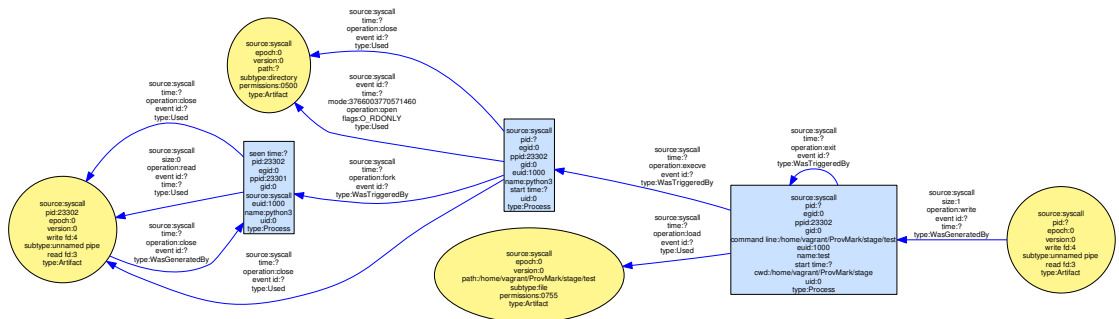 source:syscall
time:?
operation:close
event id:?
type:Used
source:syscall
epoch:0
version:0
path:?
subtype:directory
permissions:0500
type:Artifact
source:syscall
event id:?
time:?
mode:3766003770571460
operation:open
flags:O_RDONLY
type:Used
source:syscall
time:?
operation:close
event id:?
type:Used
source:syscall
size:0
operation:read
event id:?
time:?
type:Used
seen time:?
pid:23302
egid:0
ppid:23301
gid:0
source:syscall
euid:1000
name:python3
uid:0
type:Process
source:syscall
time:?
operation:fork
event id:?
type:WasTriggeredBy
source:syscall
pid:?
egid:0
ppid:23302
gid:0
euid:1000
name:python3
start time:?
uid:0
type:Process
source:syscall
time:?
operation:execve
event id:?
type:WasTriggeredBy
source:syscall
time:?
operation:exit
event id:?
type:WasTriggeredBy
source:syscall
pid:23302
epoch:0
version:0
write fd:4
subtype:unnamed pipe
read fd:3
type:Artifact
source:syscall
time:?
operation:close
event id:?
type:WasGeneratedBy
source:syscall
time:?
operation:close
event id:?
type:Used
source:syscall
epoch:0
version:0
path:/home/vagrant/ProvMark/stage/test
subtype:file
permissions:0755
type:Artifact
source:syscall
time:?
operation:load
event id:?
type:Used
source:syscall
pid:?
egid:0
ppid:23302
gid:0
command line:/home/vagrant/ProvMark/stage/test
euid:1000
name:test
start time:?
cwd:/home/vagrant/ProvMark/stage
uid:0
type:Process
source:syscall
size:1
operation:write
event id:?
time:?
type:WasGeneratedBy
source:syscall
pid:?
epoch:0
version:0
write fd:4
subtype:unnamed pipe
read fd:3
type:Artifact